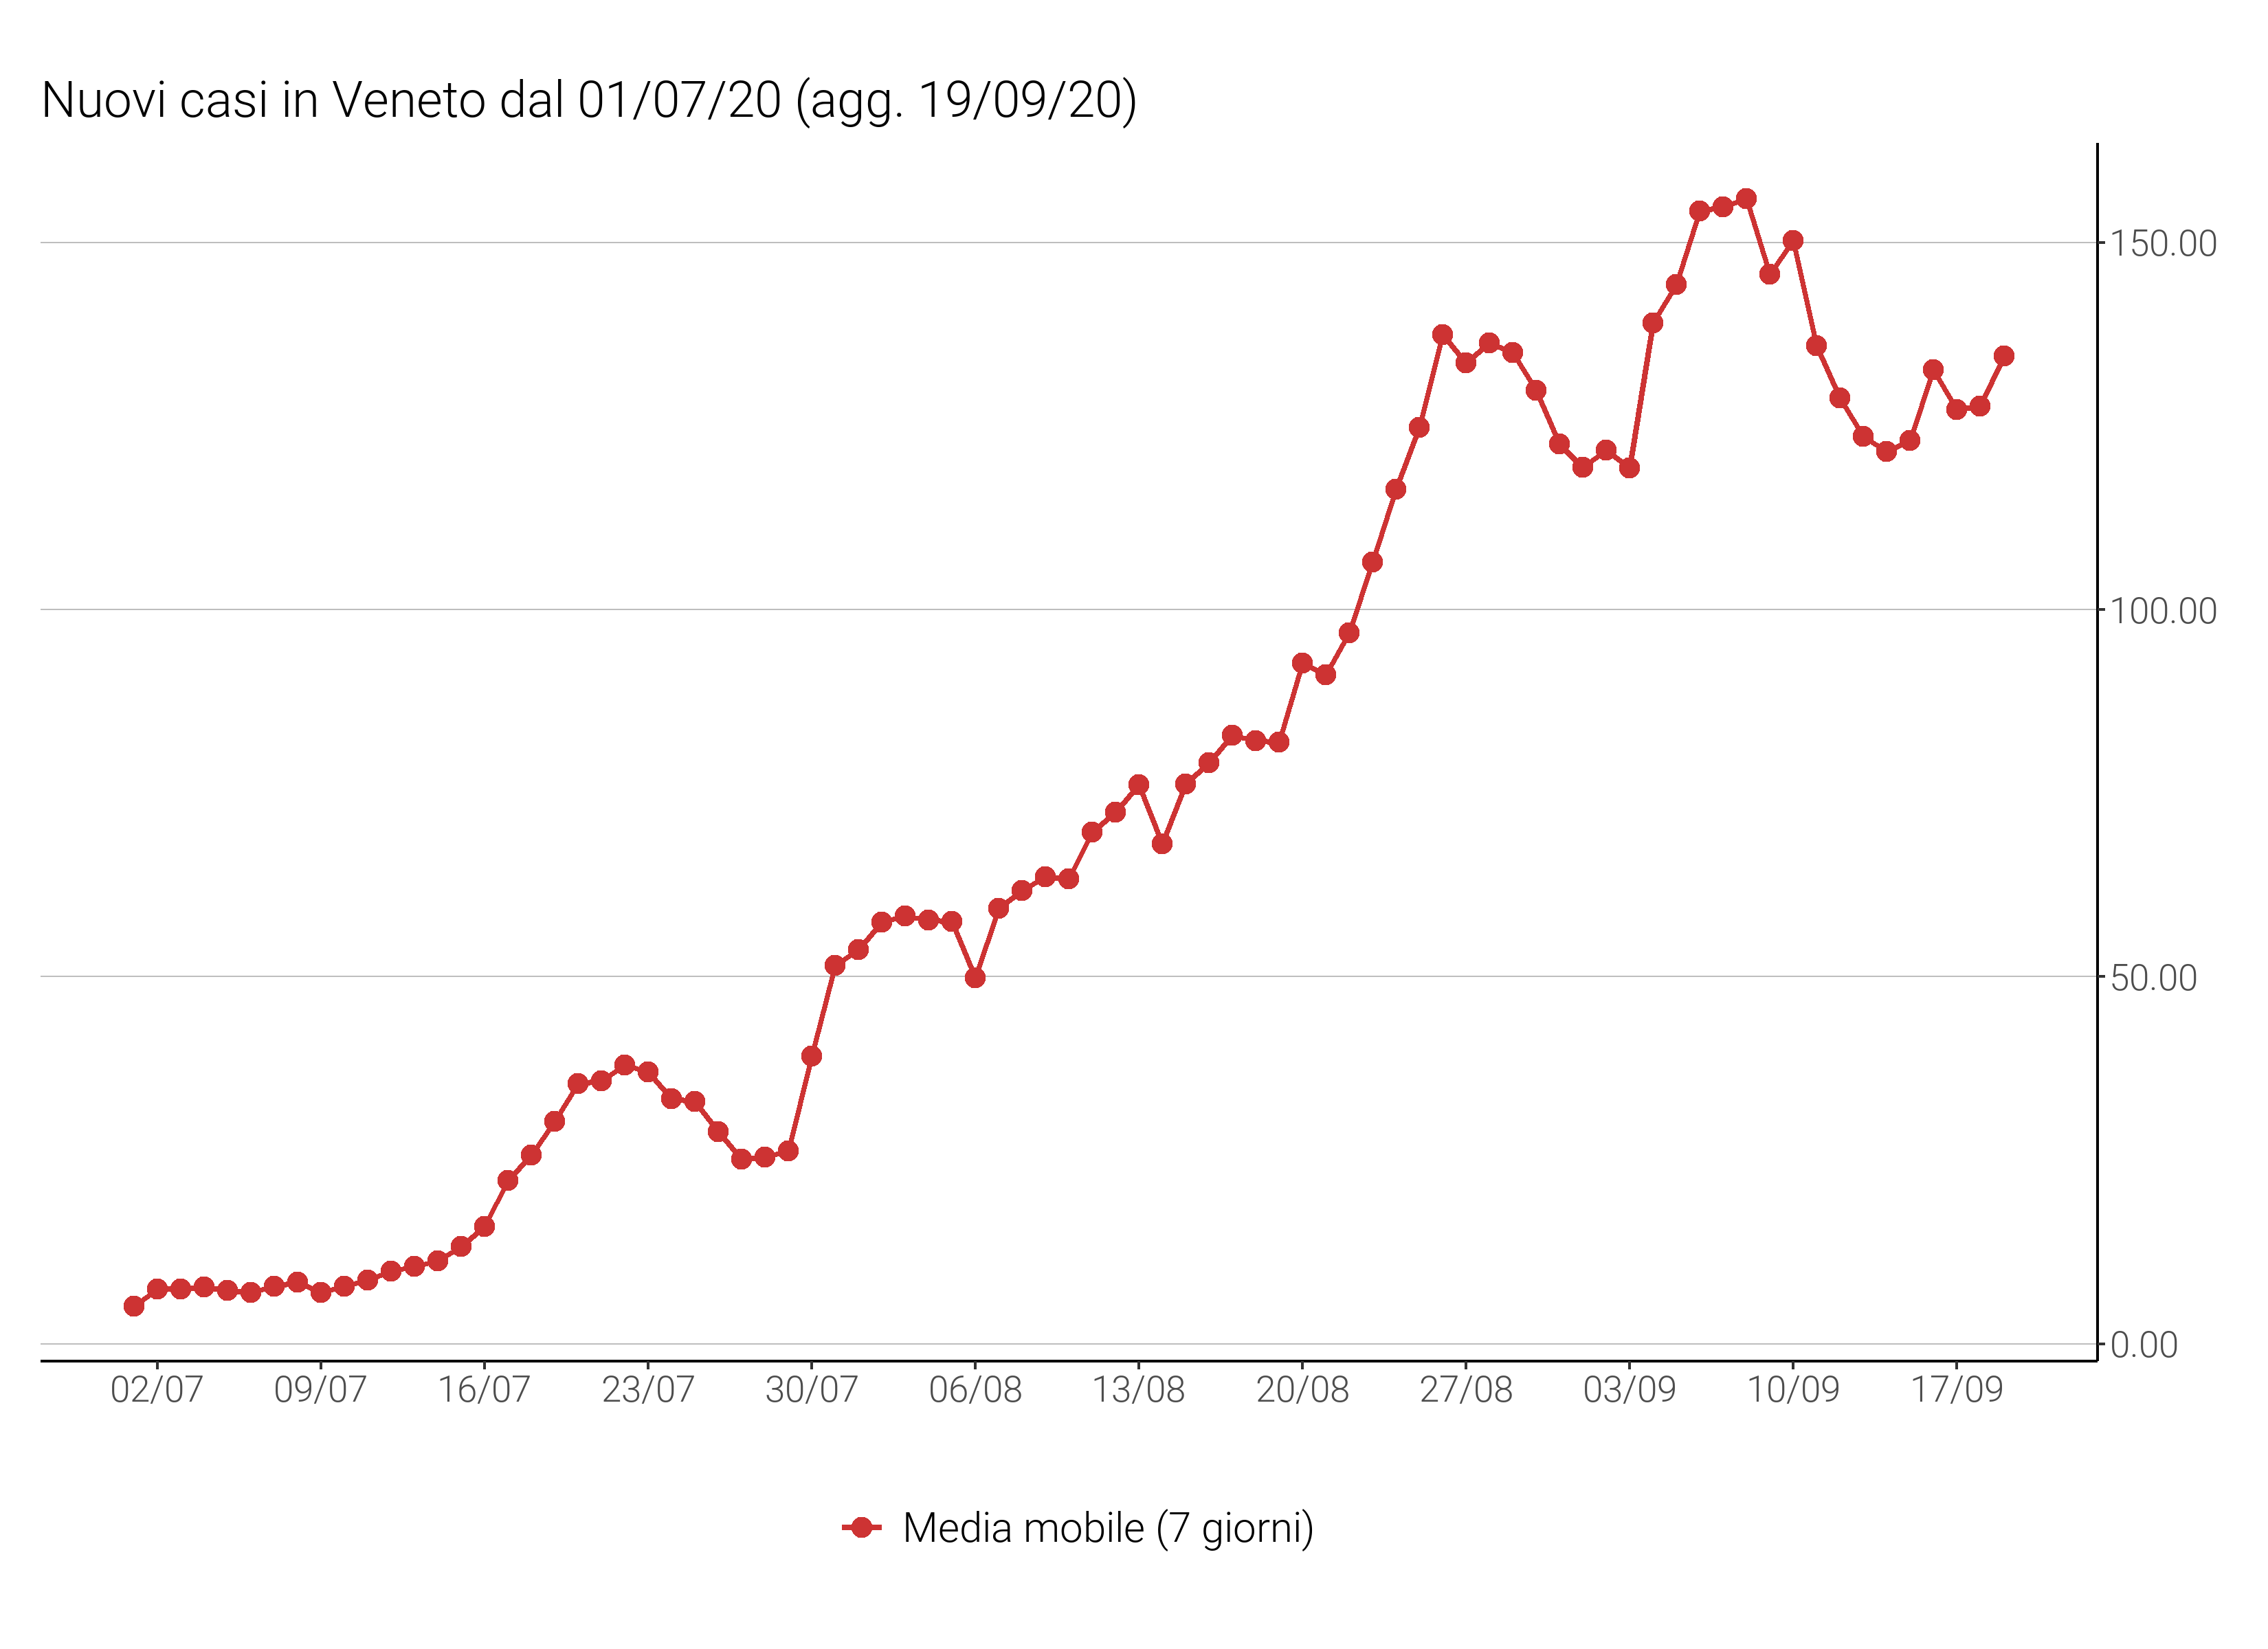 Nuovi casi in Veneto dal 01/07/20 (agg. 19/09/20)
150.00
100.00
50.00
0.00
02/07 09/07 16/07 23/07 30/07 06/08 13/08 20/08 27/08 03/09 10/09 17/09
Media mobile (7 giorni)